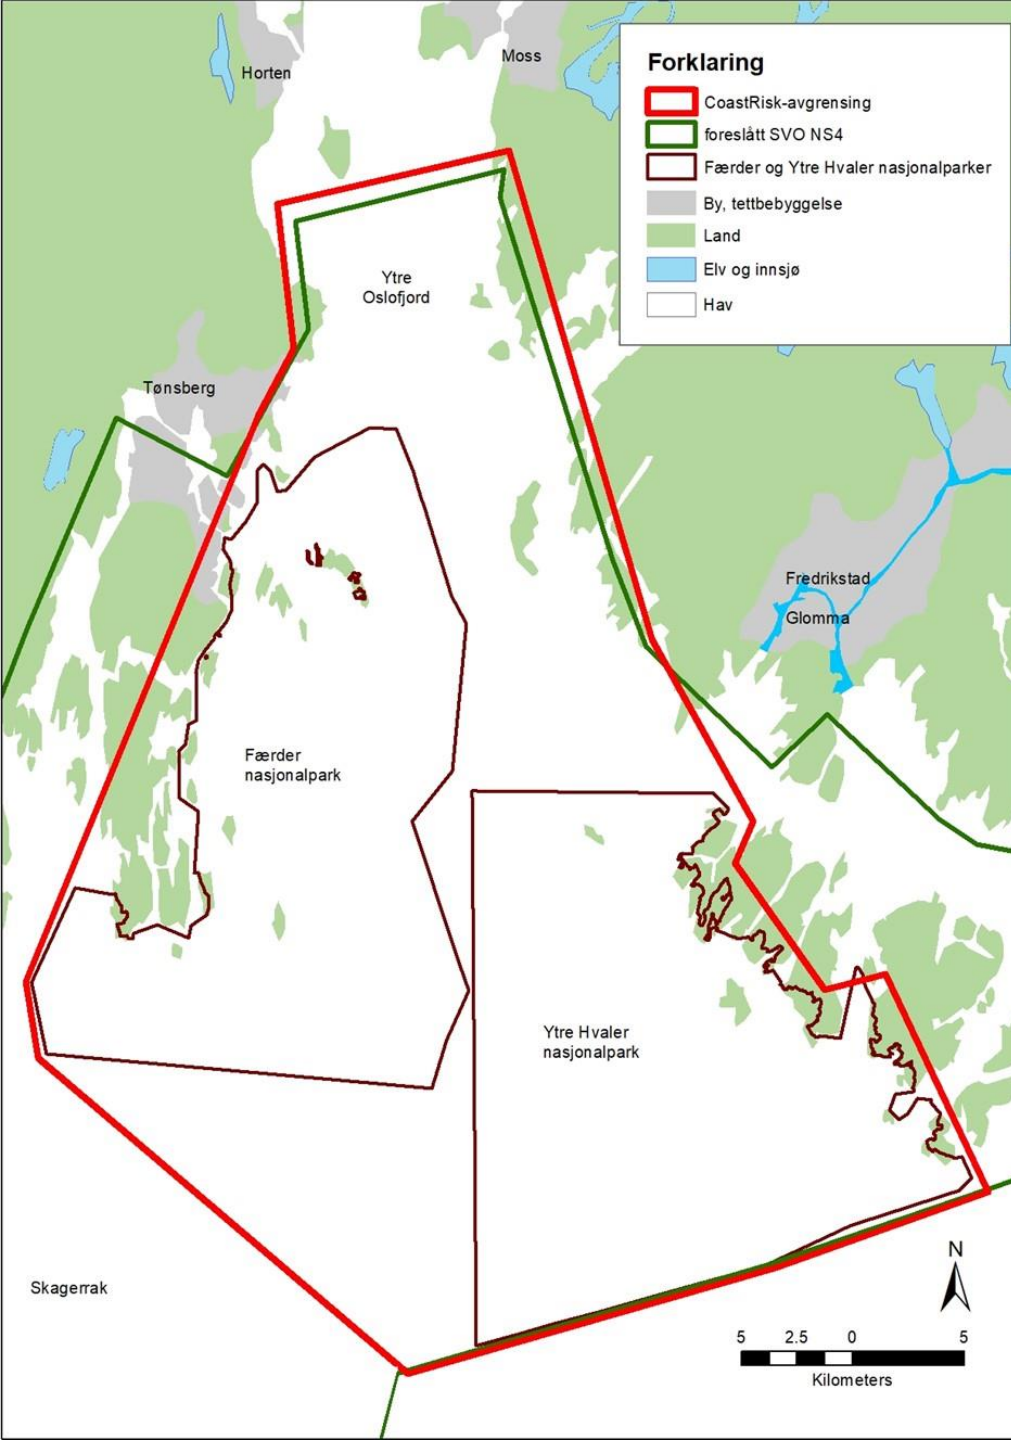 Horten
Moss
Forklaring
CoastRisk-avgrensing
foreslått SVO NS4
Færder og Ytre Hvaler nasjonalparker
By, tettbebyggelse
Land
Elv og innsjø
Hav
Ytre
Oslofjord
Tønsberg
Fredrikstad
Glomma
Færder
nasjonalpark
Ytre Hvaler
nasjonalpark
Skagerrak
N
5 2.5 0 5
Kilometers